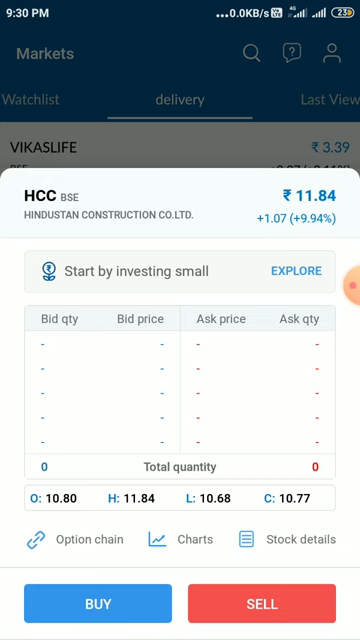 9:30 PM ...0.0KB/s 4G 23
Markets
Watchlist delivery Last View
VIKASLIFE ₹ 3.39
HCC BSE ₹ 11.84
HINDUSTAN CONSTRUCTION CO.LTD. +1.07 (+9.94%)
Start by investing small EXPLORE
Bid qty Bid price Ask price Ask qty
- - - -
- - - -
- - - -
- - - -
- - - -
0 Total quantity 0
O: 10.80 H: 11.84 L: 10.68 C: 10.77
Option chain Charts Stock details
BUY SELL